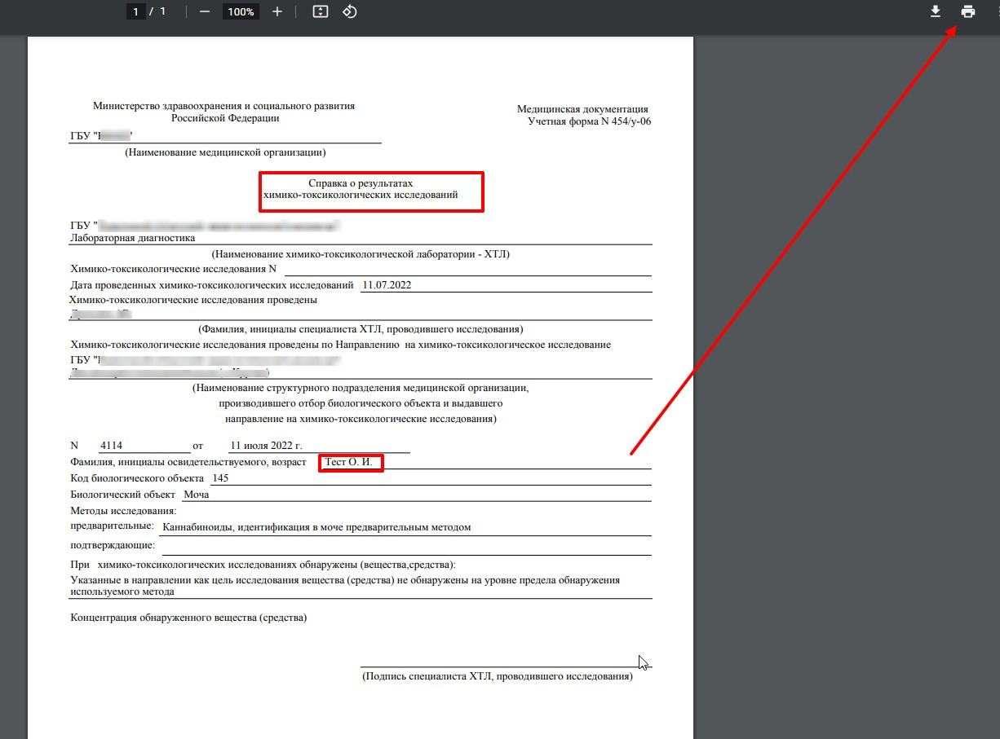 1 / 1
100%
Министерство здравоохранения и социального развития
Российской Федерации
Медицинская документация
Учетная форма N 454/у-06
ГБУ "
(Наименование медицинской организации)
Справка о результатах
химико-токсикологических исследований
ГБУ "
Лабораторная диагностика
(Наименование химико-токсикологической лаборатории - ХТЛ)
Химико-токсикологические исследования N
Дата проведенных химико-токсикологических исследований 11.07.2022
Химико-токсикологические исследования проведены
(Фамилия, инициалы специалиста ХТЛ, проводившего исследования)
Химико-токсикологические исследования проведены по Направлению на химико-токсикологическое исследование
ГБУ "
(Наименование структурного подразделения медицинской организации,
производившего отбор биологического объекта и выдавшего
направление на химико-токсикологические исследования)
N 4114 от 11 июля 2022 г.
Фамилия, инициалы освидетельствуемого, возраст Тест О. И.
Код биологического объекта 145
Биологический объект Моча
Методы исследования:
предварительные: Каннабиноиды, идентификация в моче предварительным методом
подтверждающие:
При химико-токсикологических исследованиях обнаружены (вещества,средства):
Указанные в направлении как цель исследования вещества (средства) не обнаружены на уровне предела обнаружения
используемого метода
Концентрация обнаруженного вещества (средства)
(Подпись специалиста ХТЛ, проводившего исследования)